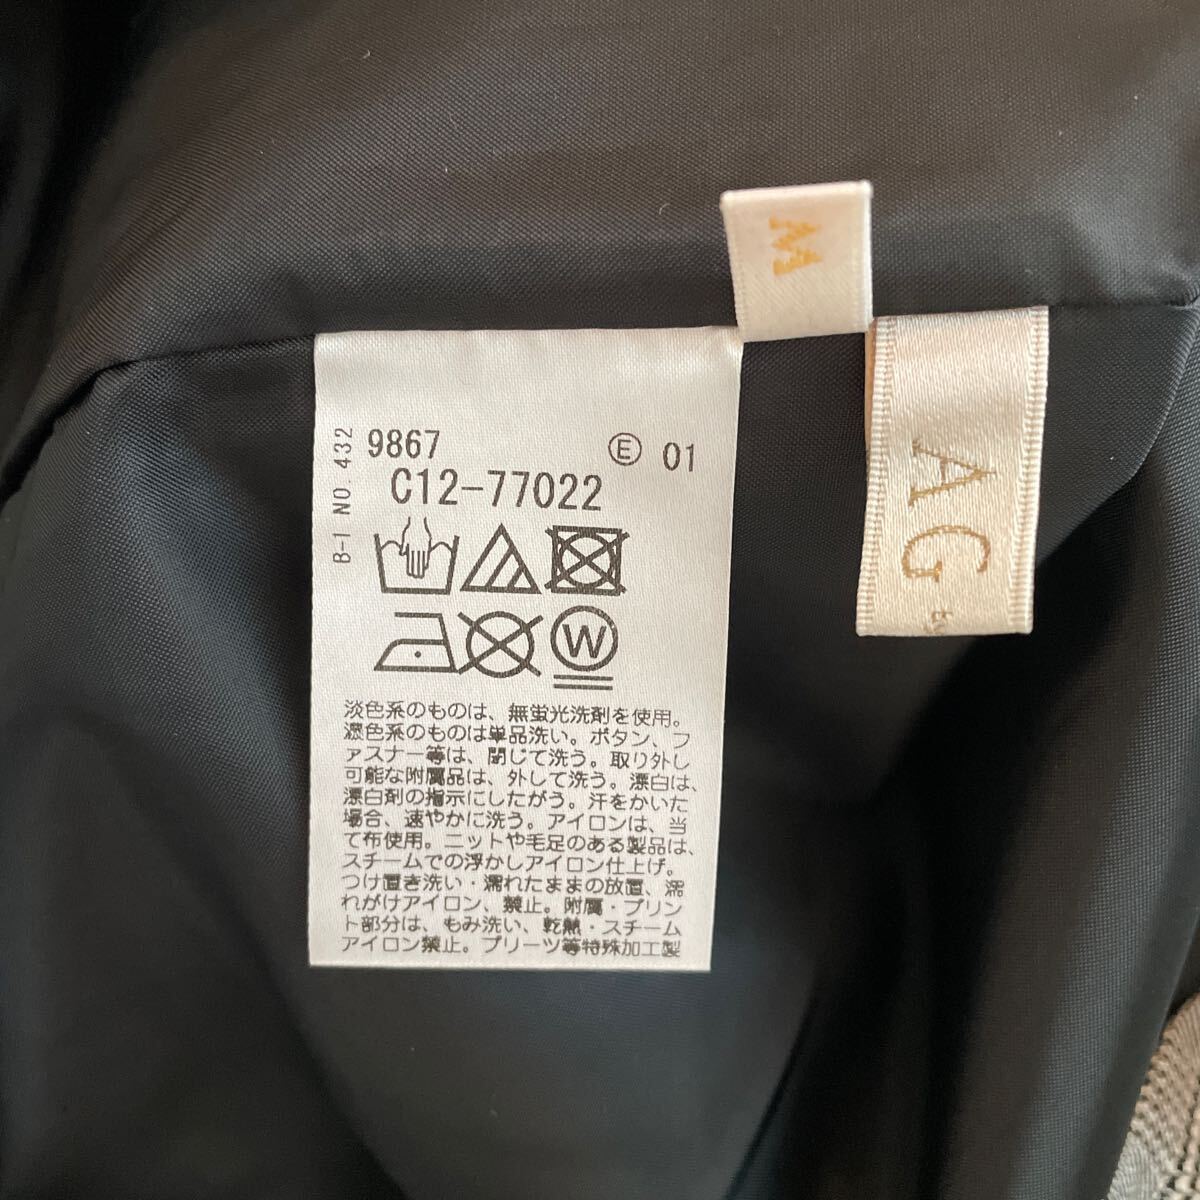 M
AG
B-1 NO. 432
9867 Ⓔ 01
C12-77022
W
淡色系のものは、無蛍光洗剤を使用。
濃色系のものは単品洗い。ボタン、フ
ァスナー等は、閉じて洗う。取り外し
可能な附属品は、外して洗う。漂白は、
漂白剤の指示にしたがう。汗をかいた
場合、速やかに洗う。アイロンは、当
て布使用。ニットや毛足のある製品は、
スチームでの浮かしアイロン仕上げ。
つけ置き洗い・濡れたままの放置、濡
れがけアイロン、禁止。附属・プリン
ト部分は、もみ洗い、乾熱・スチーム
アイロン禁止。プリーツ等特殊加工製